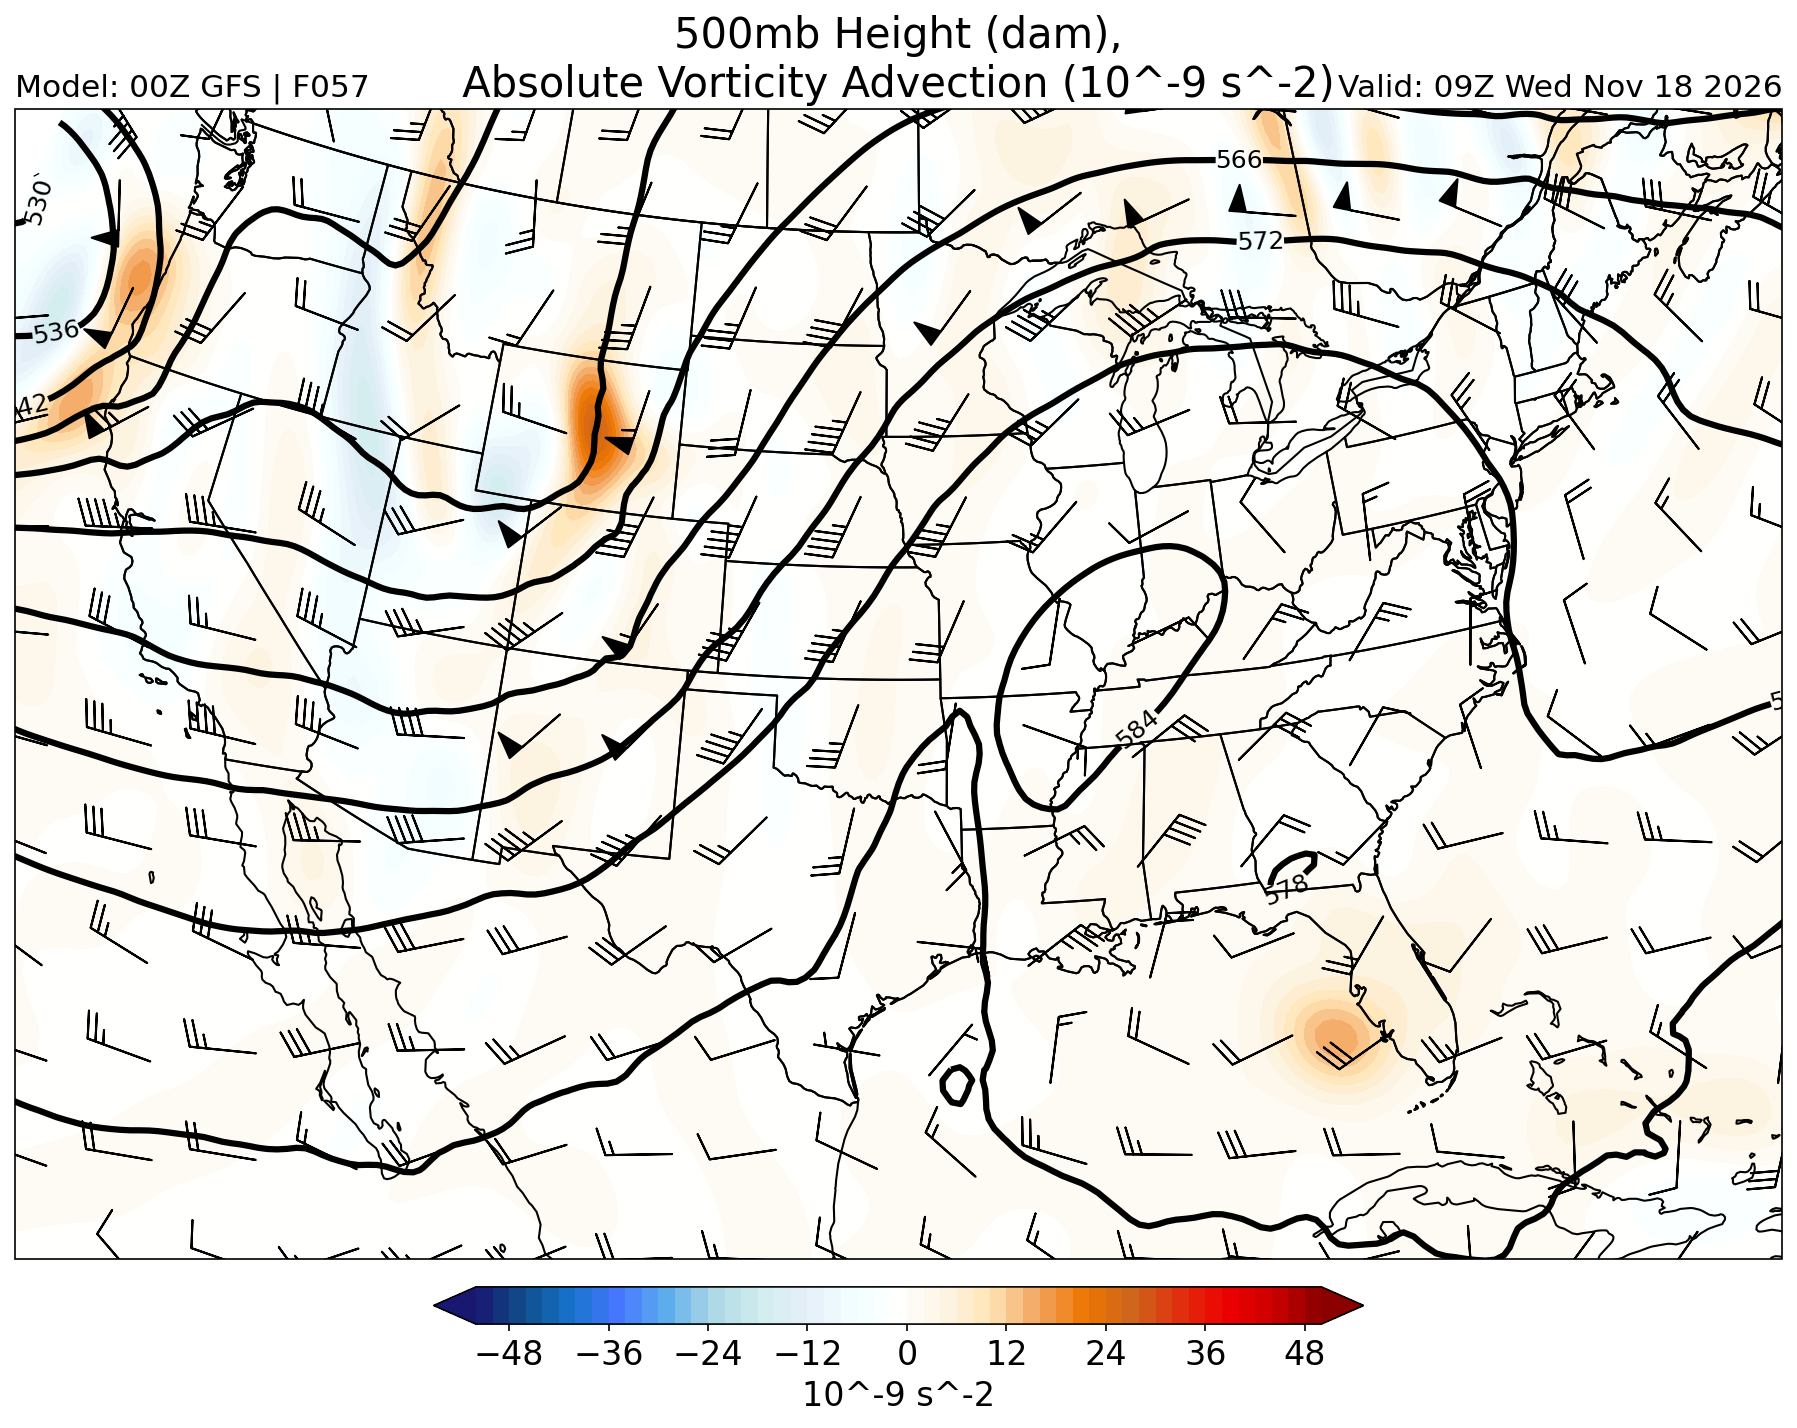 500mb Height (dam),
Absolute Vorticity Advection (10^-9 s^-2)
Model: 00Z GFS | F057
Valid: 09Z Wed Nov 18 2026
566
530
572
536
42
584
578
5
−48 −36 −24 −12 0 12 24 36 48
10^-9 s^-2